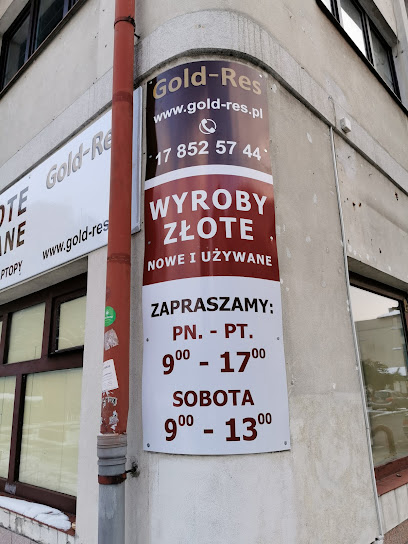 Gold-Res
www.gold-res.pl
17 852 57 44
WYROBY
ZŁOTE
NOWE I UŻYWANE
ZAPRASZAMY:
PN. - PT.
9⁰⁰ - 17⁰⁰
SOBOTA
9⁰⁰ - 13⁰⁰
Gold-Res
OTE
ANE
www.gold-res
PTOPY